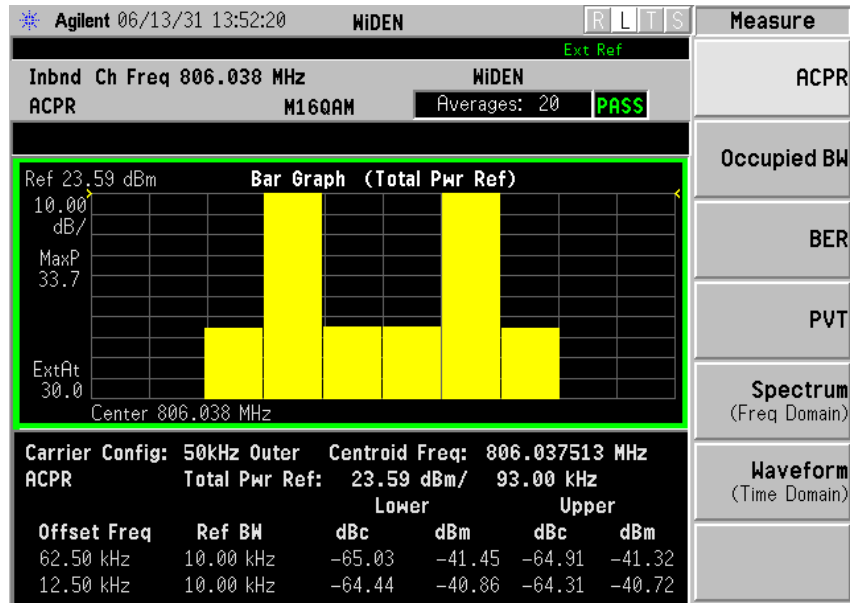 Agilent 06/13/31 13:52:20 WiDEN R L T S Measure
Ext Ref
Inbnd Ch Freq 806.038 MHz WiDEN
ACPR M16QAM Averages: 20 PASS
ACPR
Occupied BW
BER
PVT
Spectrum
(Freq Domain)
Waveform
(Time Domain)
Ref 23.59 dBm Bar Graph (Total Pwr Ref)
10.00
dB/
MaxP
33.7
ExtAt
30.0
Center 806.038 MHz
Carrier Config: 50kHz Outer Centroid Freq: 806.037513 MHz
ACPR Total Pwr Ref: 23.59 dBm/ 93.00 kHz
Lower Upper
Offset Freq Ref BW dBc dBm dBc dBm
62.50 kHz 10.00 kHz -65.03 -41.45 -64.91 -41.32
12.50 kHz 10.00 kHz -64.44 -40.86 -64.31 -40.72